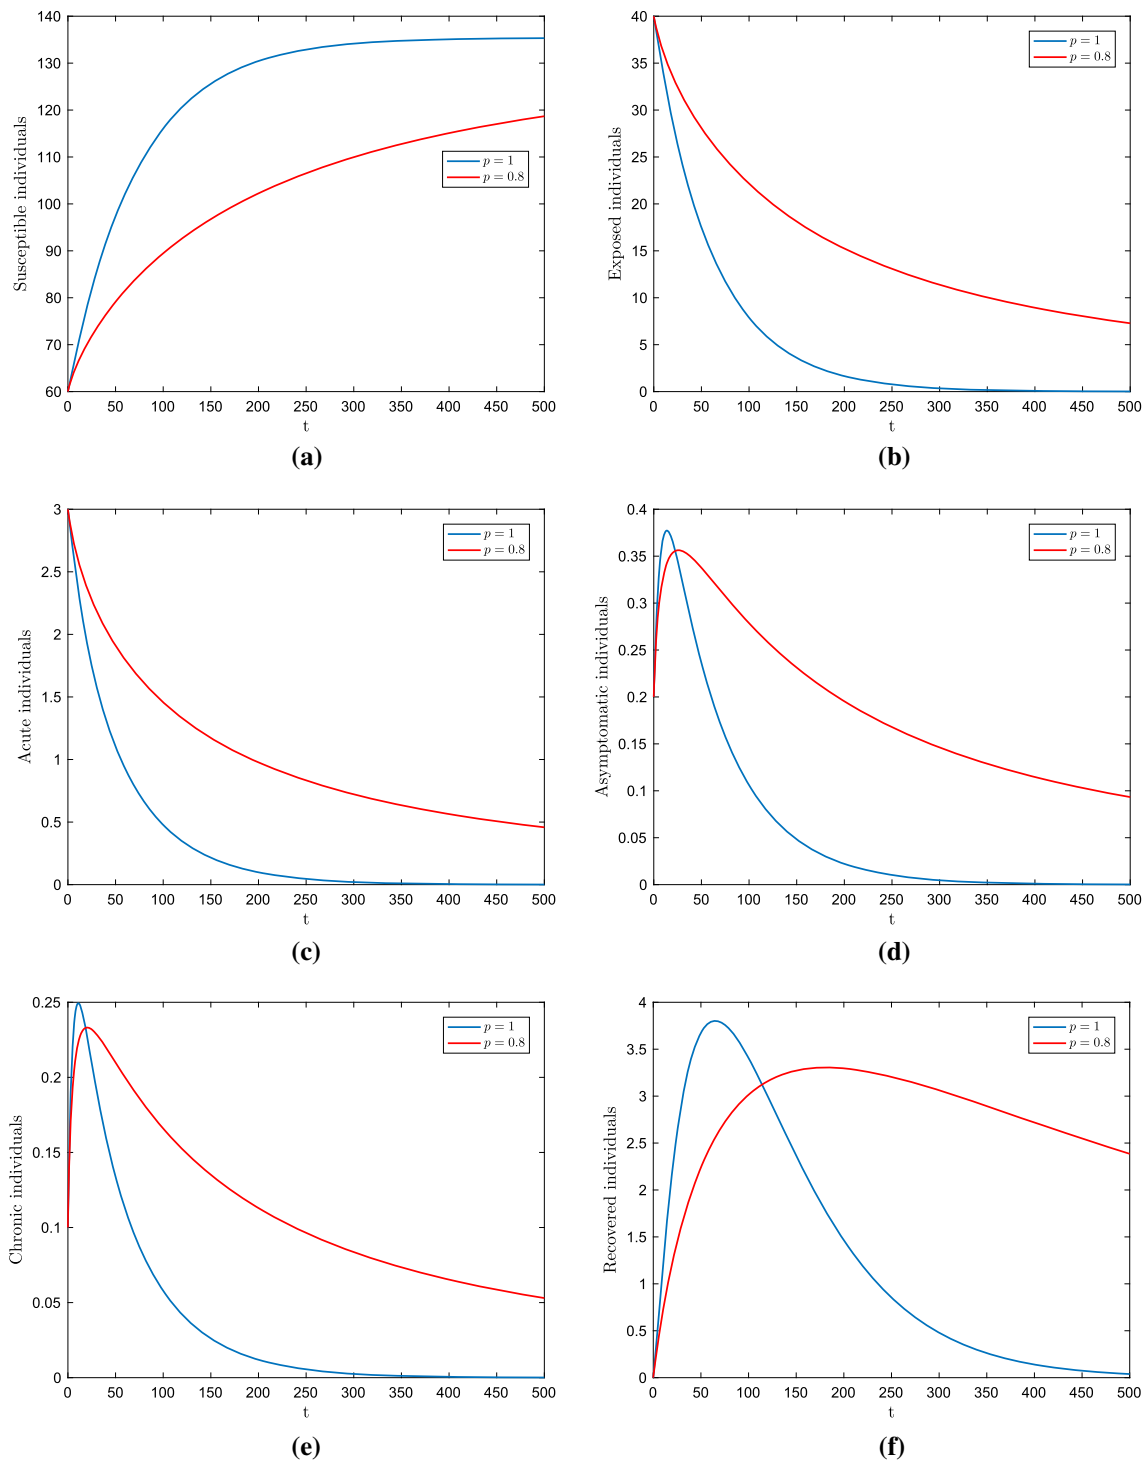 140
130
120
110
100
90
80
70
60
Susceptible individuals
p = 1
p = 0.8
0 50 100 150 200 250 300 350 400 450 500
t
(a)
40
35
30
25
20
15
10
5
0
Exposed individuals
p = 1
p = 0.8
0 50 100 150 200 250 300 350 400 450 500
t
(b)
3
2.5
2
1.5
1
0.5
0
Acute individuals
p = 1
p = 0.8
0 50 100 150 200 250 300 350 400 450 500
t
(c)
0.4
0.35
0.3
0.25
0.2
0.15
0.1
0.05
0
Asymptomatic individuals
p = 1
p = 0.8
0 50 100 150 200 250 300 350 400 450 500
t
(d)
0.25
0.2
0.15
0.1
0.05
0
Chronic individuals
p = 1
p = 0.8
0 50 100 150 200 250 300 350 400 450 500
t
(e)
4
3.5
3
2.5
2
1.5
1
0.5
0
Recovered individuals
p = 1
p = 0.8
0 50 100 150 200 250 300 350 400 450 500
t
(f)